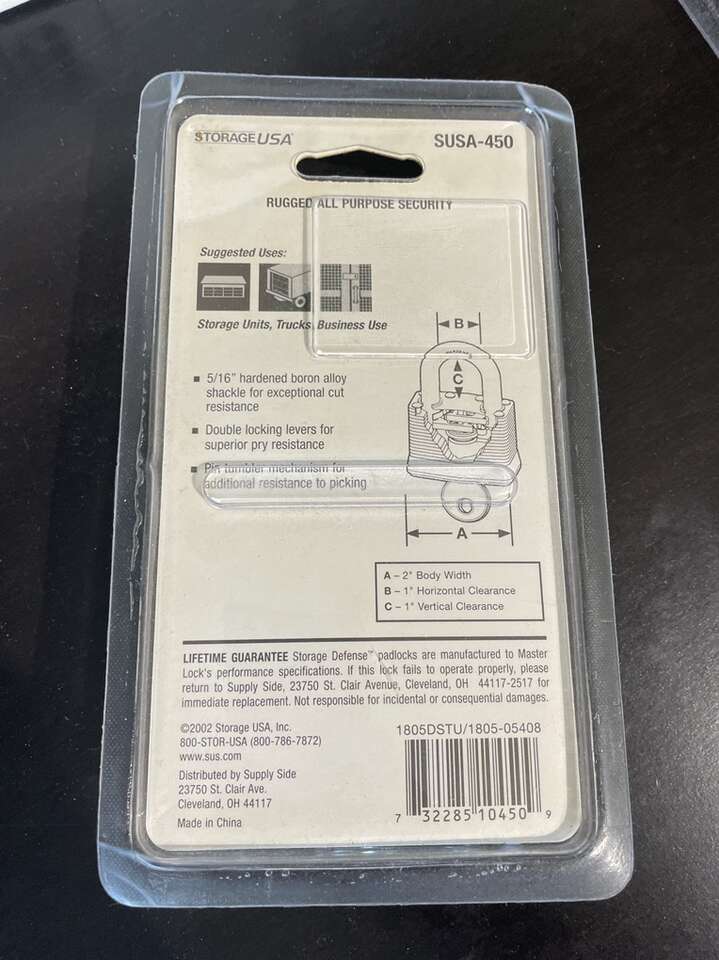 STORAGE USA
SUSA-450
RUGGED ALL PURPOSE SECURITY
Suggested Uses:
Storage Units, Trucks, Business Use
■ 5/16" hardened boron alloy
shackle for exceptional cut
resistance
■ Double locking levers for
superior pry resistance
■ Pin tumbler mechanism for
additional resistance to picking
B
C
A
A – 2" Body Width
B – 1" Horizontal Clearance
C – 1" Vertical Clearance
LIFETIME GUARANTEE Storage Defense™ padlocks are manufactured to Master
Lock's performance specifications. If this lock fails to operate properly, please
return to Supply Side, 23750 St. Clair Avenue, Cleveland, OH 44117-2517 for
immediate replacement. Not responsible for incidental or consequential damages.
©2002 Storage USA, Inc.
800-STOR-USA (800-786-7872)
www.sus.com
Distributed by Supply Side
23750 St. Clair Ave.
Cleveland, OH 44117
Made in China
1805DSTU/1805-05408
7 32285 10450 9